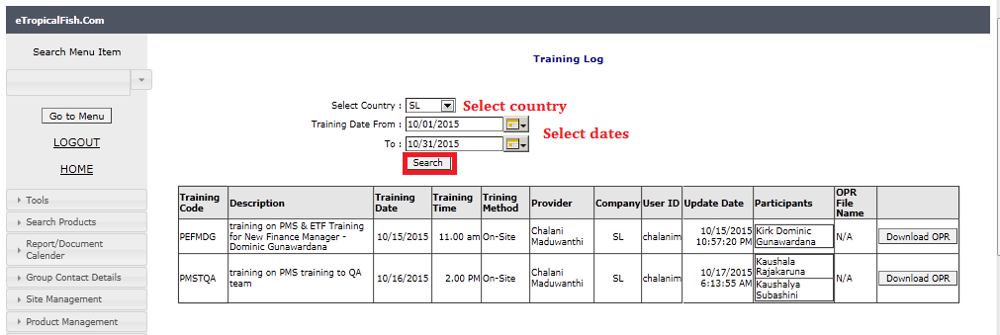 eTropicalFish.Com
Search Menu Item
Go to Menu
LOGOUT
HOME
Tools
Search Products
Report/Document
Calender
Group Contact Details
Site Management
Product Management
Training Log
Select Country : SL Select country
Training Date From : 10/01/2015
Select dates
To : 10/31/2015
Search
Training Code Description Training Date Training Time Trining Method Provider Company User ID Update Date Participants OPR File Name
PEFMDG training on PMS & ETF Training for New Finance Manager - Dominic Gunawardana 10/15/2015 11.00 am On-Site Chalani Maduwanthi SL chalanim 10/15/2015 10:57:20 PM Kirk Dominic Gunawardana N/A Download OPR
PMSTQA training on PMS training to QA team 10/16/2015 2.00 PM On-Site Chalani Maduwanthi SL chalanim 10/17/2015 6:13:55 AM Kaushala Rajakaruna Kaushalya Subashini N/A Download OPR